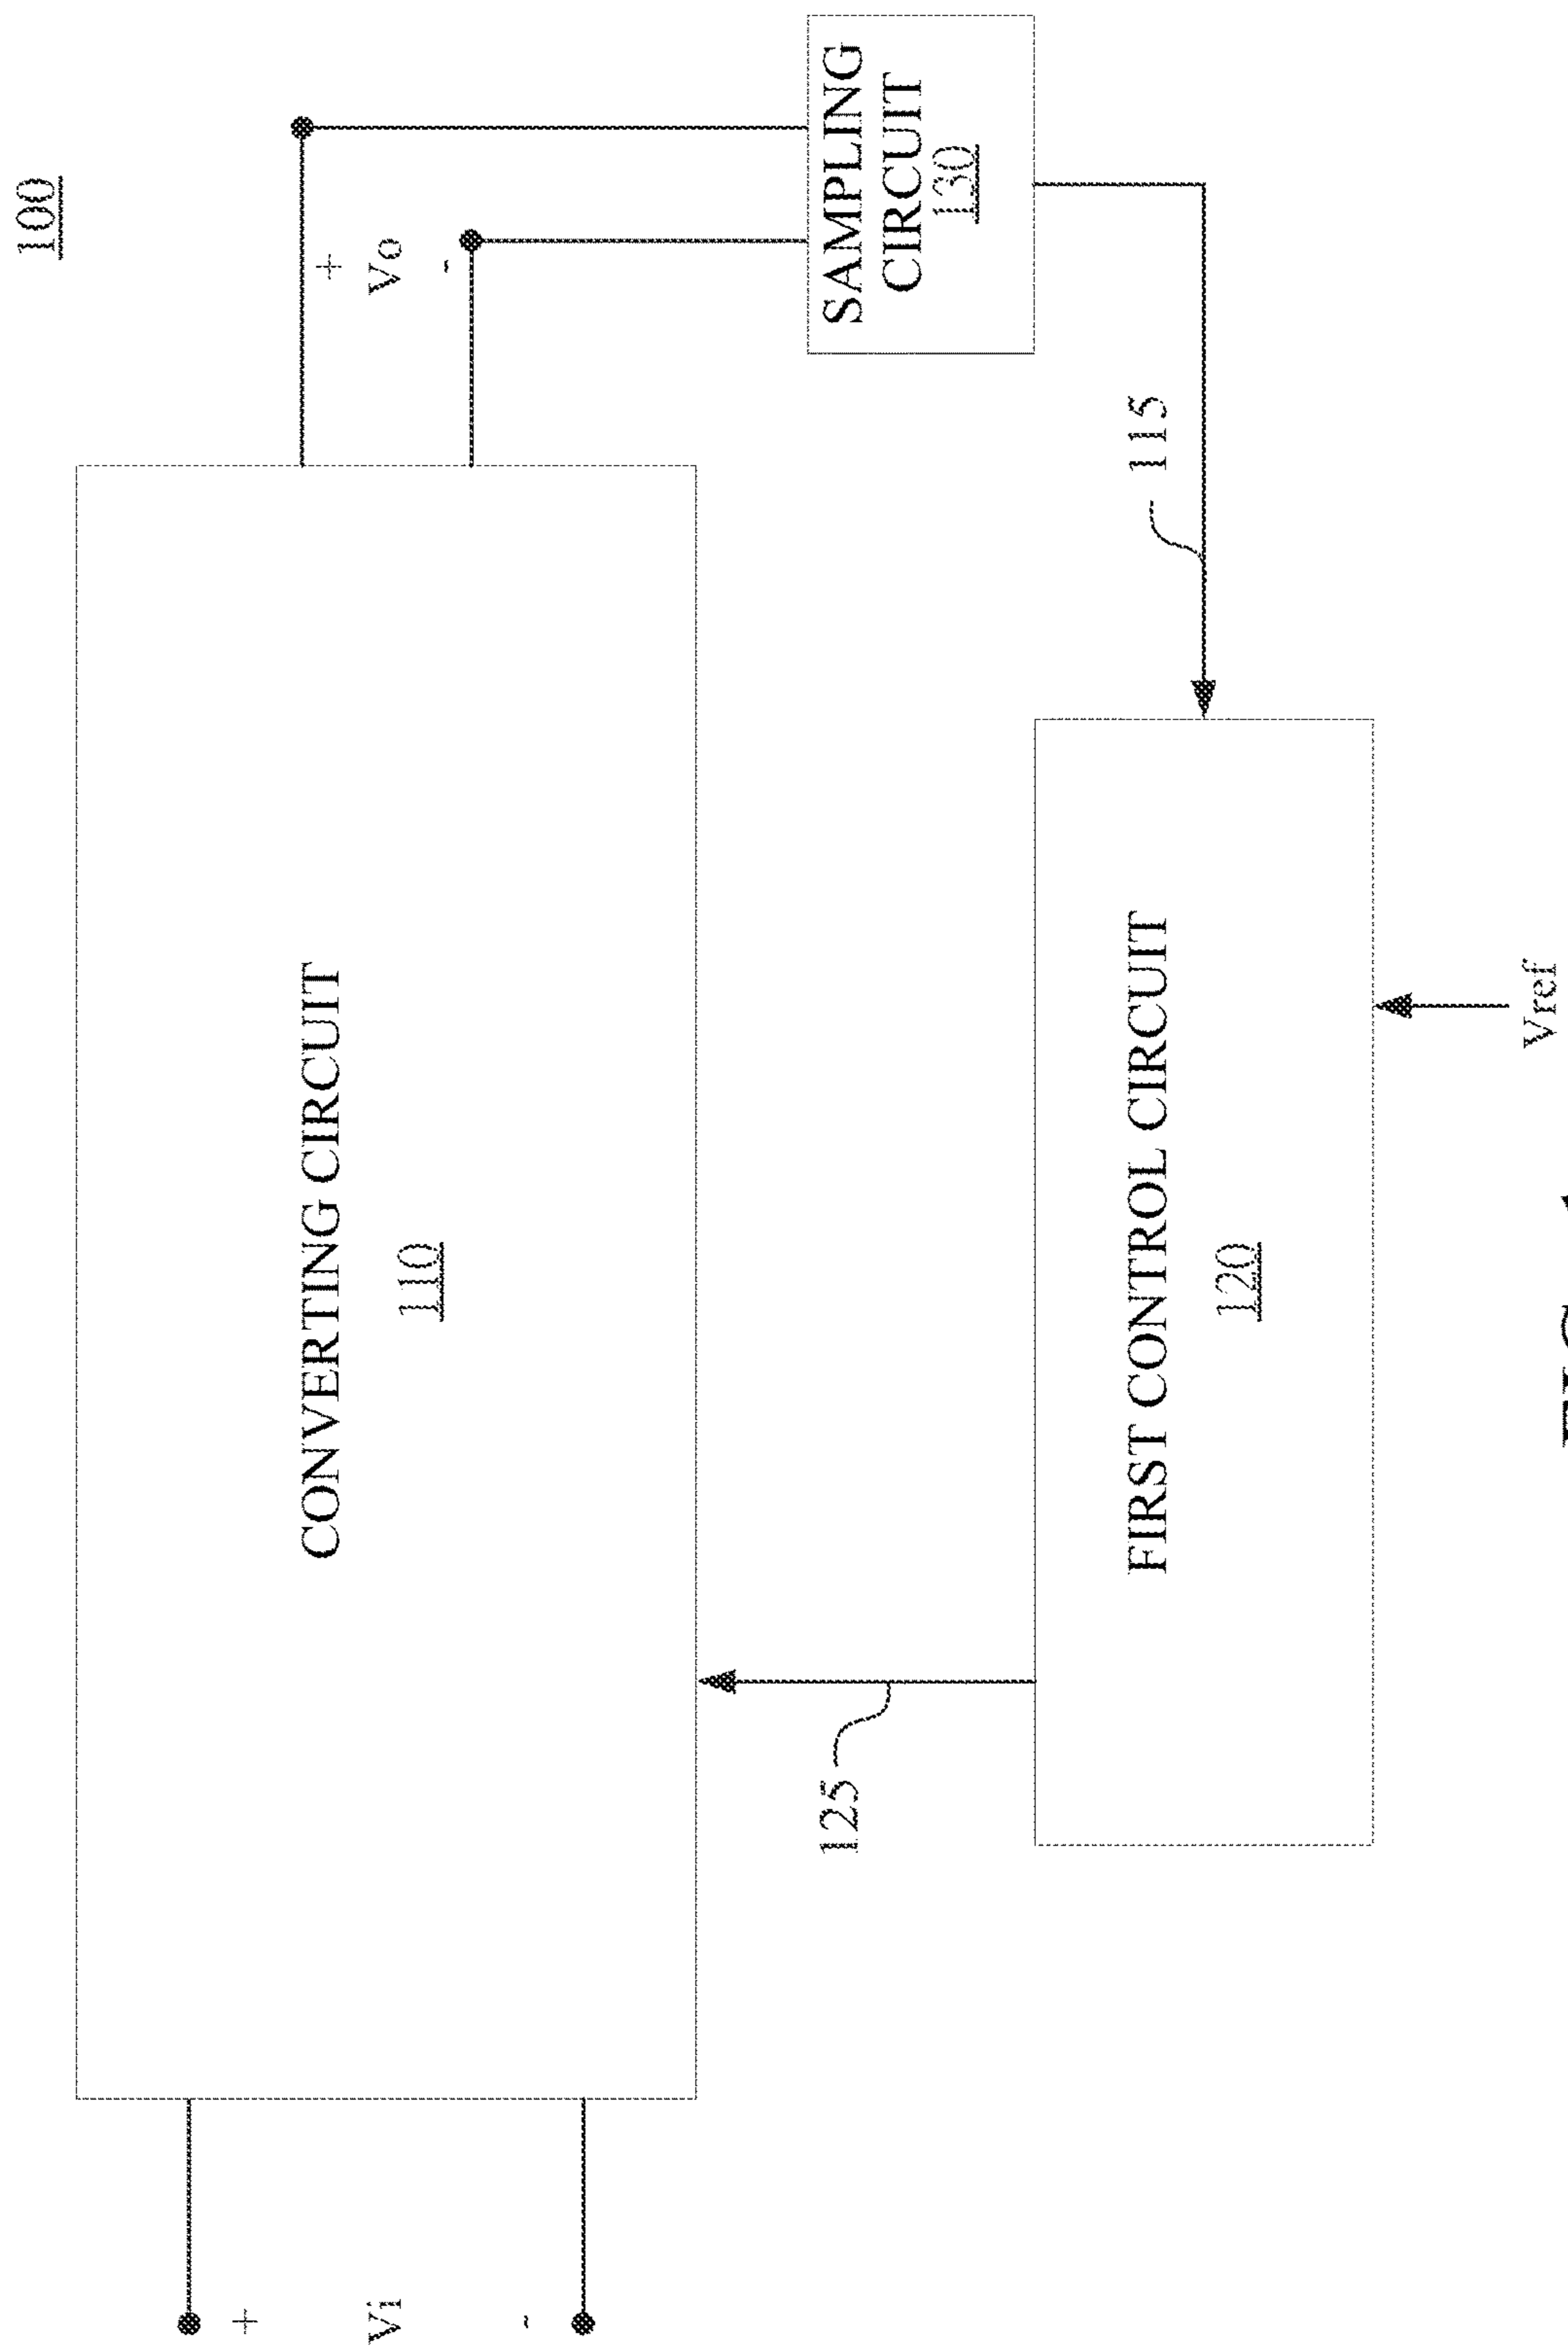 100
CONVERTING CIRCUIT
110
+
Vi
-
+
Vo
-
SAMPLING
CIRCUIT
130
115
125
FIRST CONTROL CIRCUIT
120
Vref